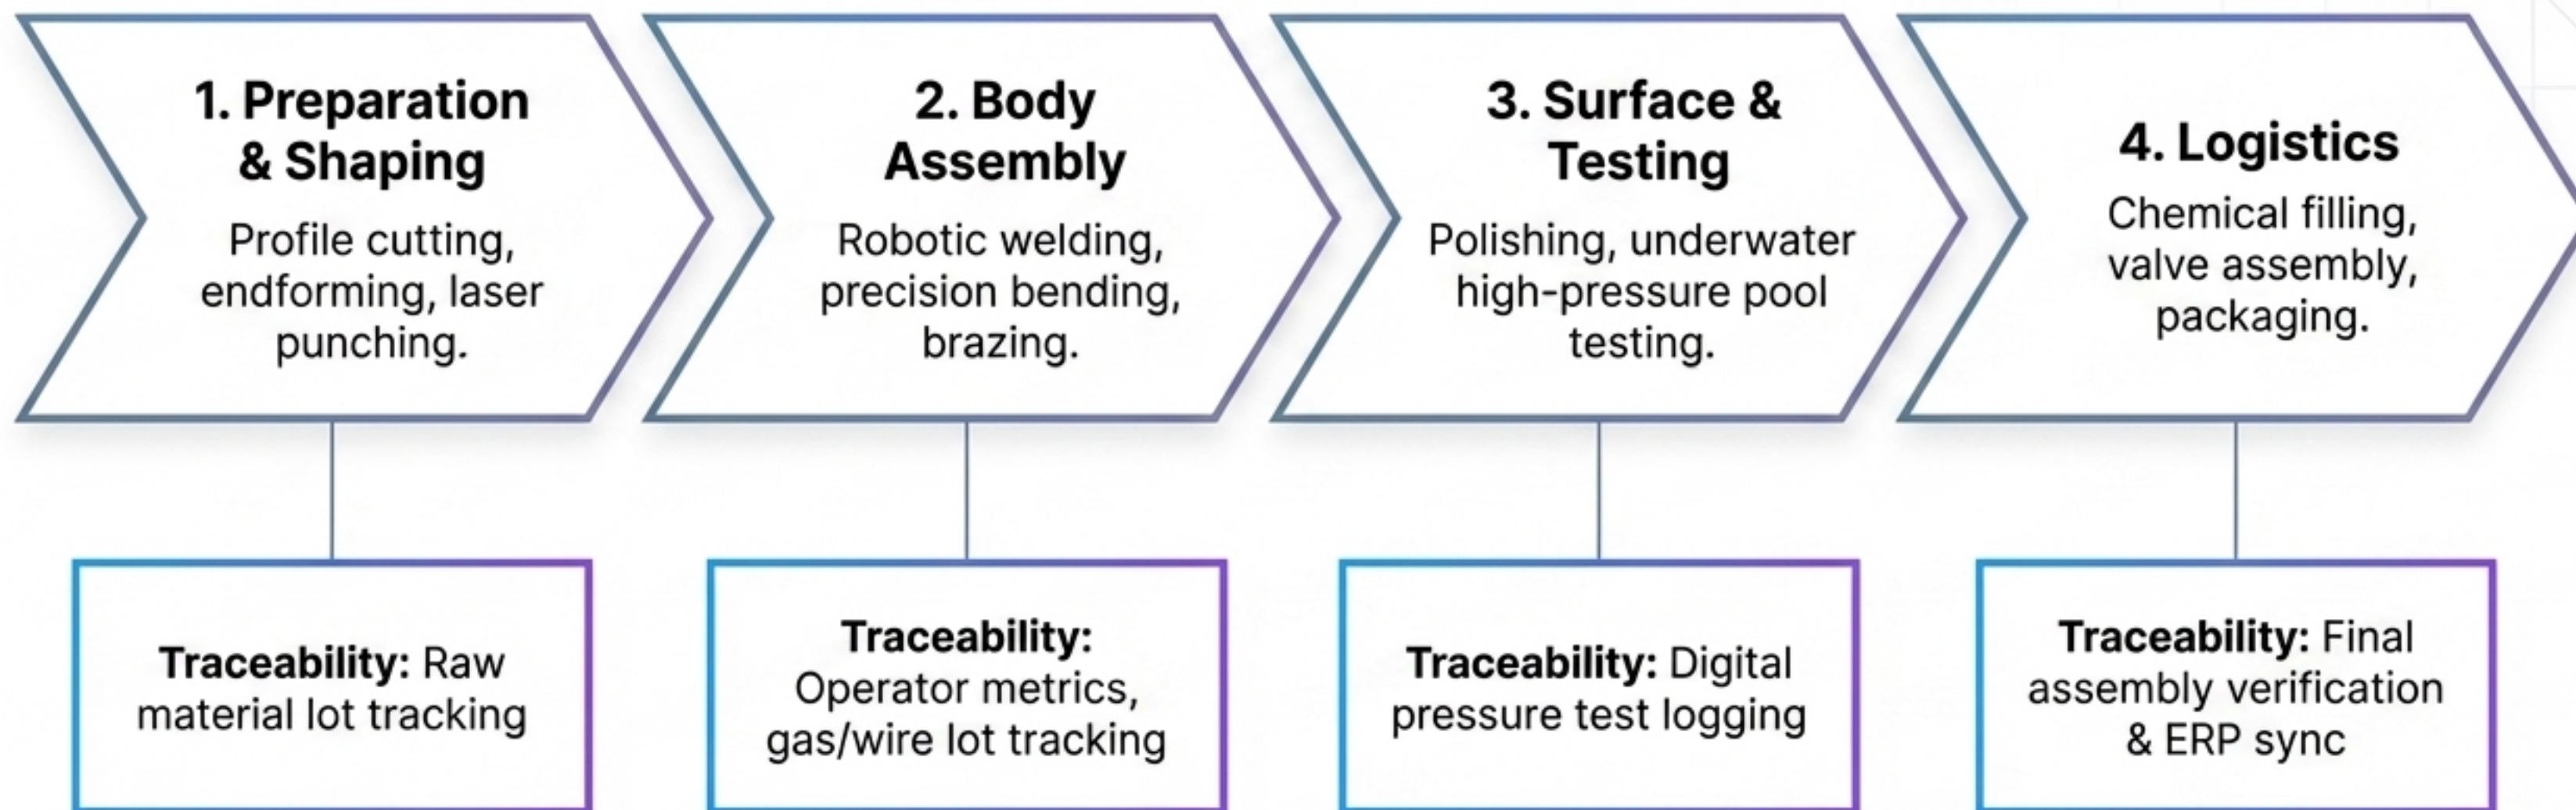 1. Preparation
& Shaping
Profile cutting,
endforming, laser
punching.
2. Body
Assembly
Robotic welding,
precision bending,
brazing.
3. Surface &
Testing
Polishing, underwater
high-pressure pool
testing.
4. Logistics
Chemical filling,
valve assembly,
packaging.
Traceability: Raw
material lot tracking
Traceability:
Operator metrics,
gas/wire lot tracking
Traceability: Digital
pressure test logging
Traceability: Final
assembly verification
& ERP sync